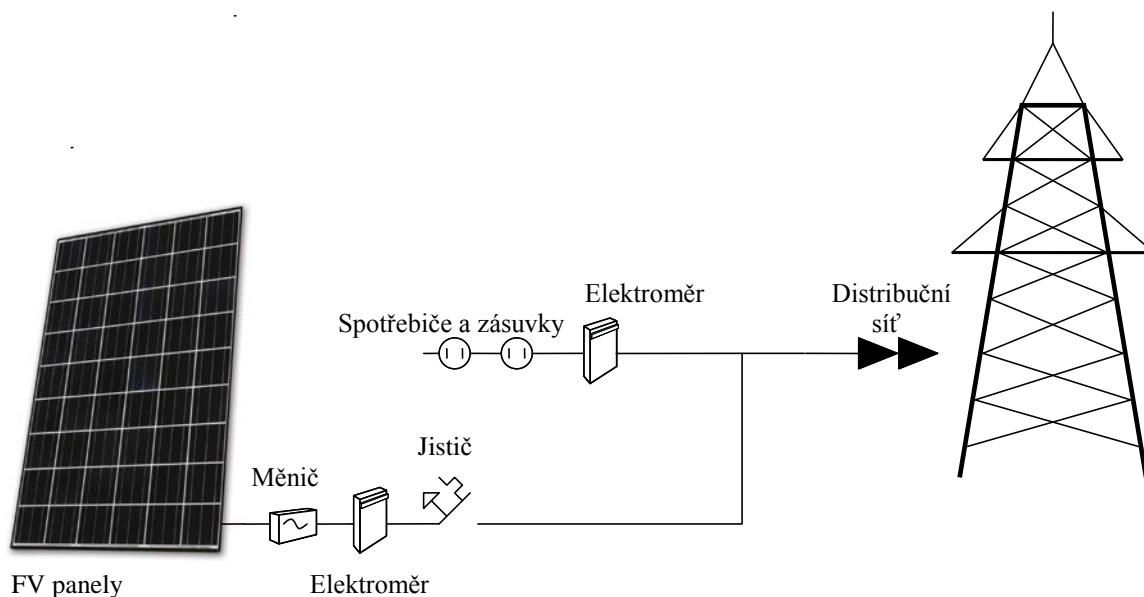 Elektroměr
Distribuční
síť
Spotřebiče a zásuvky
Jistič
Měnič
FV panely
Elektroměr